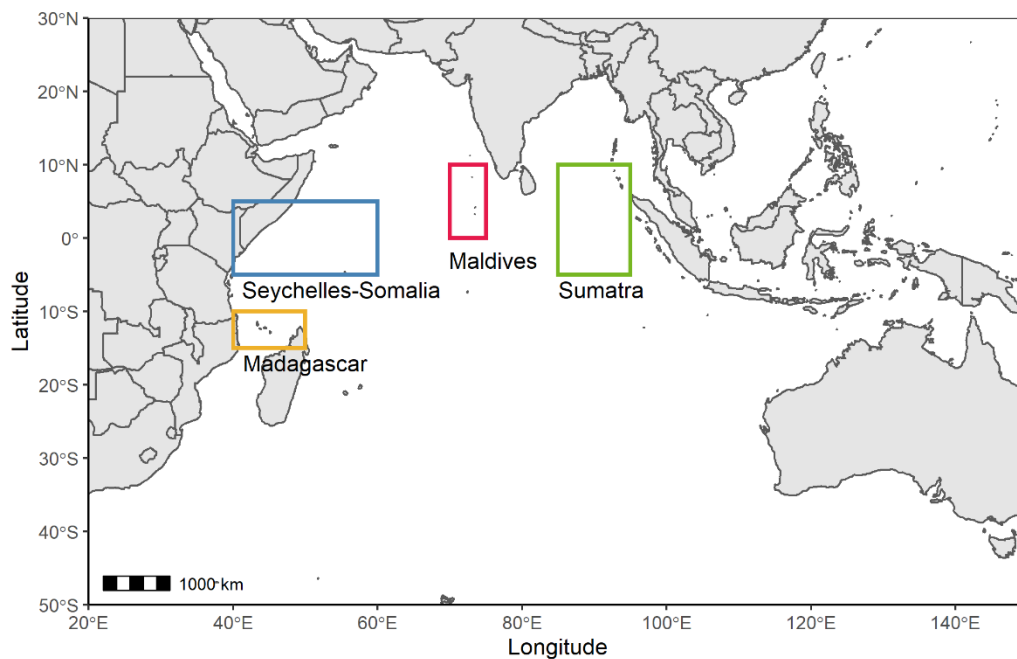 30°N
20°N
10°N
0°
10°S
20°S
30°S
40°S
50°S
Latitude
Maldives
Seychelles-Somalia
Sumatra
Madagascar
1000 km
20°E
40°E
60°E
80°E
100°E
120°E
140°E
Longitude